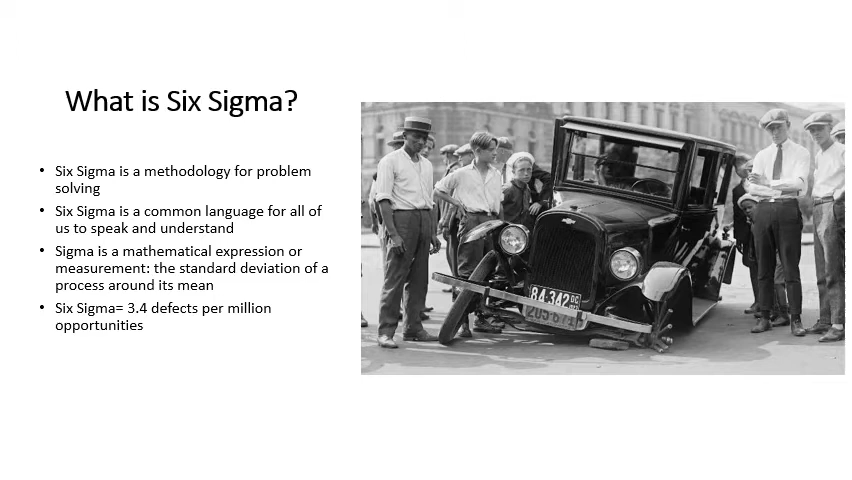 What is Six Sigma?
• Six Sigma is a methodology for problem
solving
• Six Sigma is a common language for all of
us to speak and understand
• Sigma is a mathematical expression or
measurement: the standard deviation of a
process around its mean
• Six Sigma= 3.4 defects per million
opportunities
84·342 DC